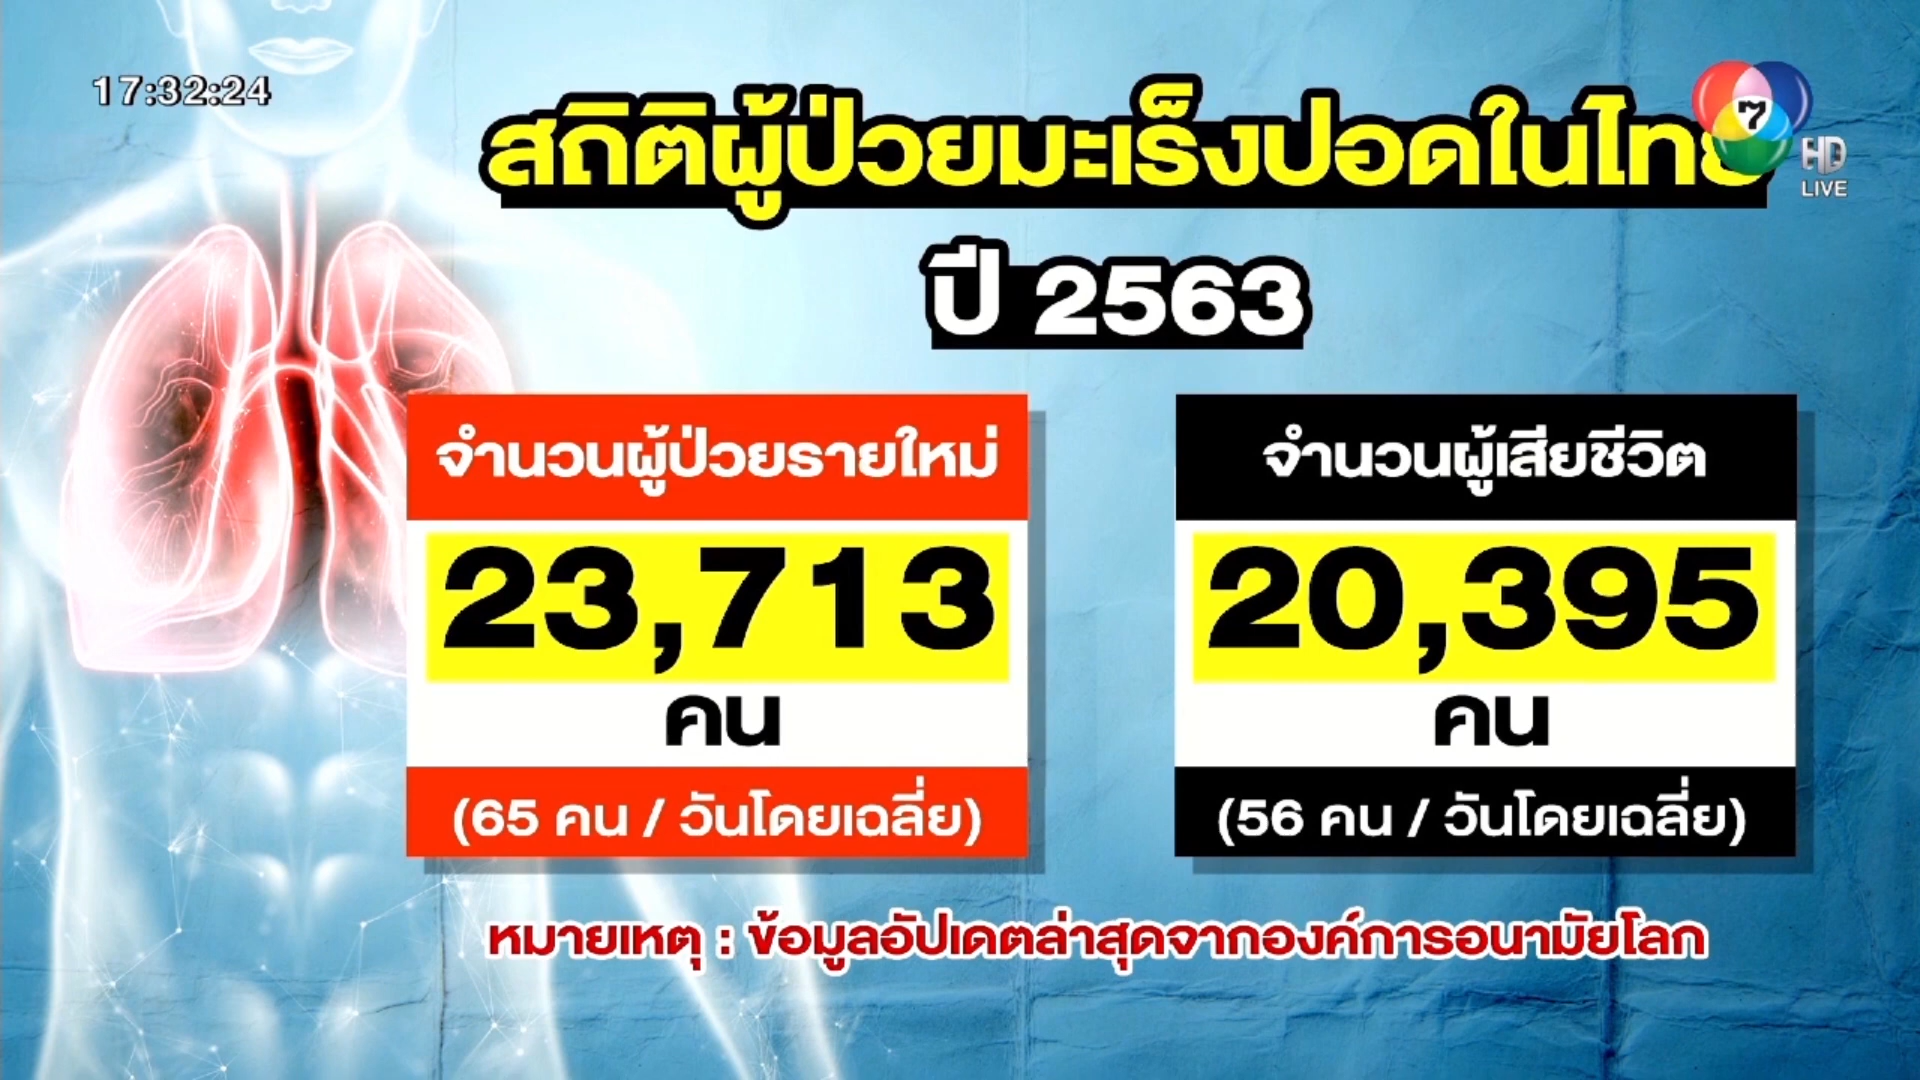 17:32:24
สถิติผู้ป่วยมะเร็งปอดในไทย
7
HD
LIVE
ปี 2563
จำนวนผู้ป่วยรายใหม่
23,713
คน
(65 คน / วันโดยเฉลี่ย)
จำนวนผู้เสียชีวิต
20,395
คน
(56 คน / วันโดยเฉลี่ย)
หมายเหตุ : ข้อมูลอัปเดตล่าสุดจากองค์การอนามัยโลก